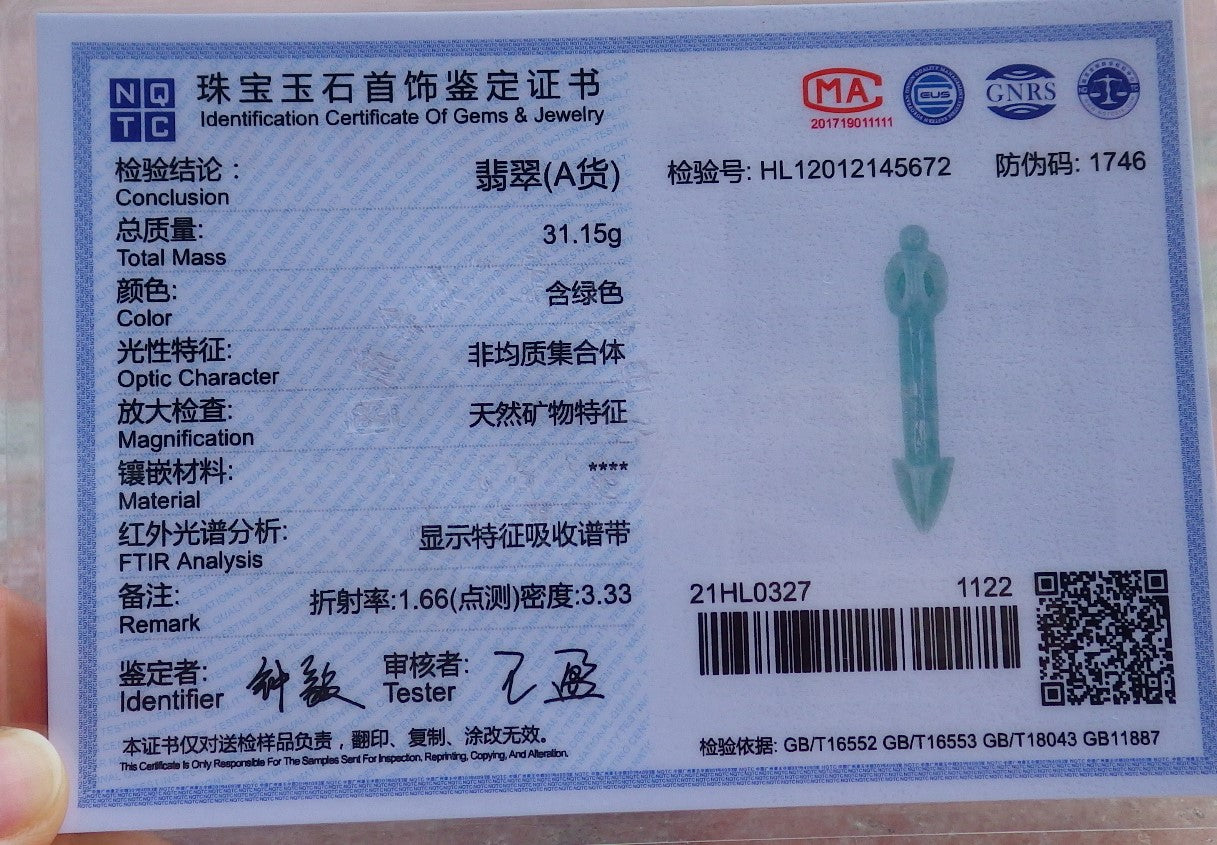 NQTC
珠宝玉石首饰鉴定证书
Identification Certificate Of Gems & Jewelry
MA
201719011111
GNRS
检验结论：
Conclusion
翡翠(A货)
检验号: HL12012145672
防伪码: 1746
总质量:
Total Mass
31.15g
颜色:
Color
含绿色
光性特征:
Optic Character
非均质集合体
放大检查:
Magnification
天然矿物特征
镶嵌材料:
Material
****
红外光谱分析:
FTIR Analysis
显示特征吸收谱带
备注:
Remark
折射率:1.66(点测)密度:3.33
鉴定者:
Identifier
审核者:
Tester
本证书仅对送检样品负责，翻印、复制、涂改无效。
This Certificate Is Only Responsible For The Samples Sent For Inspection, Reprinting, Copying, And Alteration.
21HL0327
1122
检验依据: GB/T16552 GB/T16553 GB/T18043 GB11887